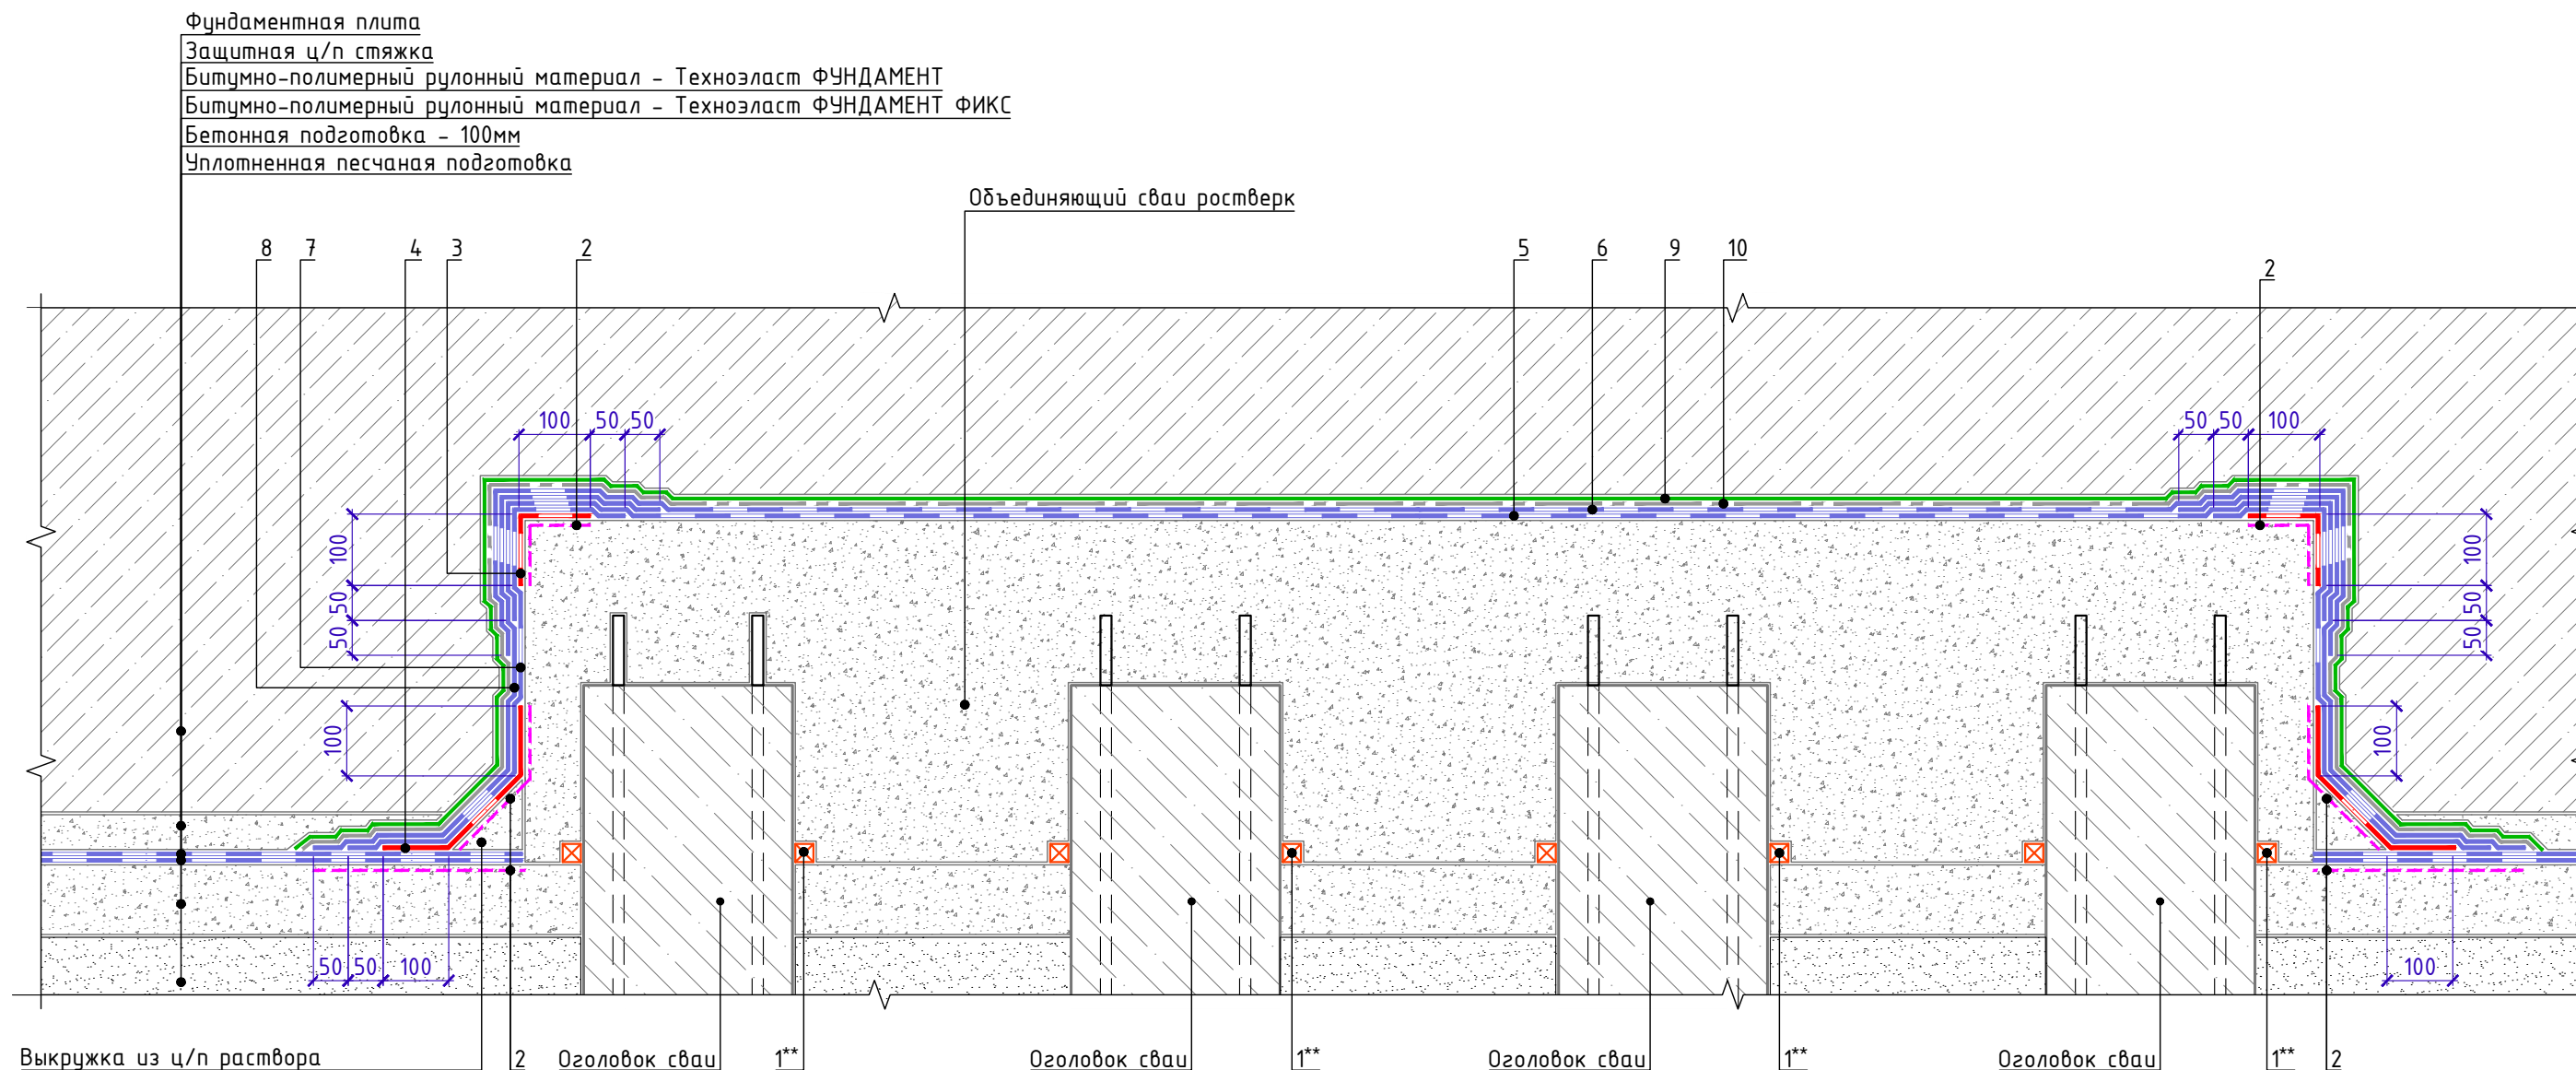 Фундаментная плита
Защитная ц/п стяжка
Битумно-полимерный рулонный материал - Техноэласт ФУНДАМЕНТ
Битумно-полимерный рулонный материал - Техноэласт ФУНДАМЕНТ ФИКС
Бетонная подготовка - 100мм
Уплотненная песчаная подготовка
Объединяющий сваи ростверк
8 7 4 3 2 5 6 9 10 2
100 50 50 50 50 100
100 100
50 50
50 50
100 100
50 50 100 100
Выкружка из ц/п раствора 2 Оголовок сваи 1** Оголовок сваи 1** Оголовок сваи 1** Оголовок сваи 1** 2